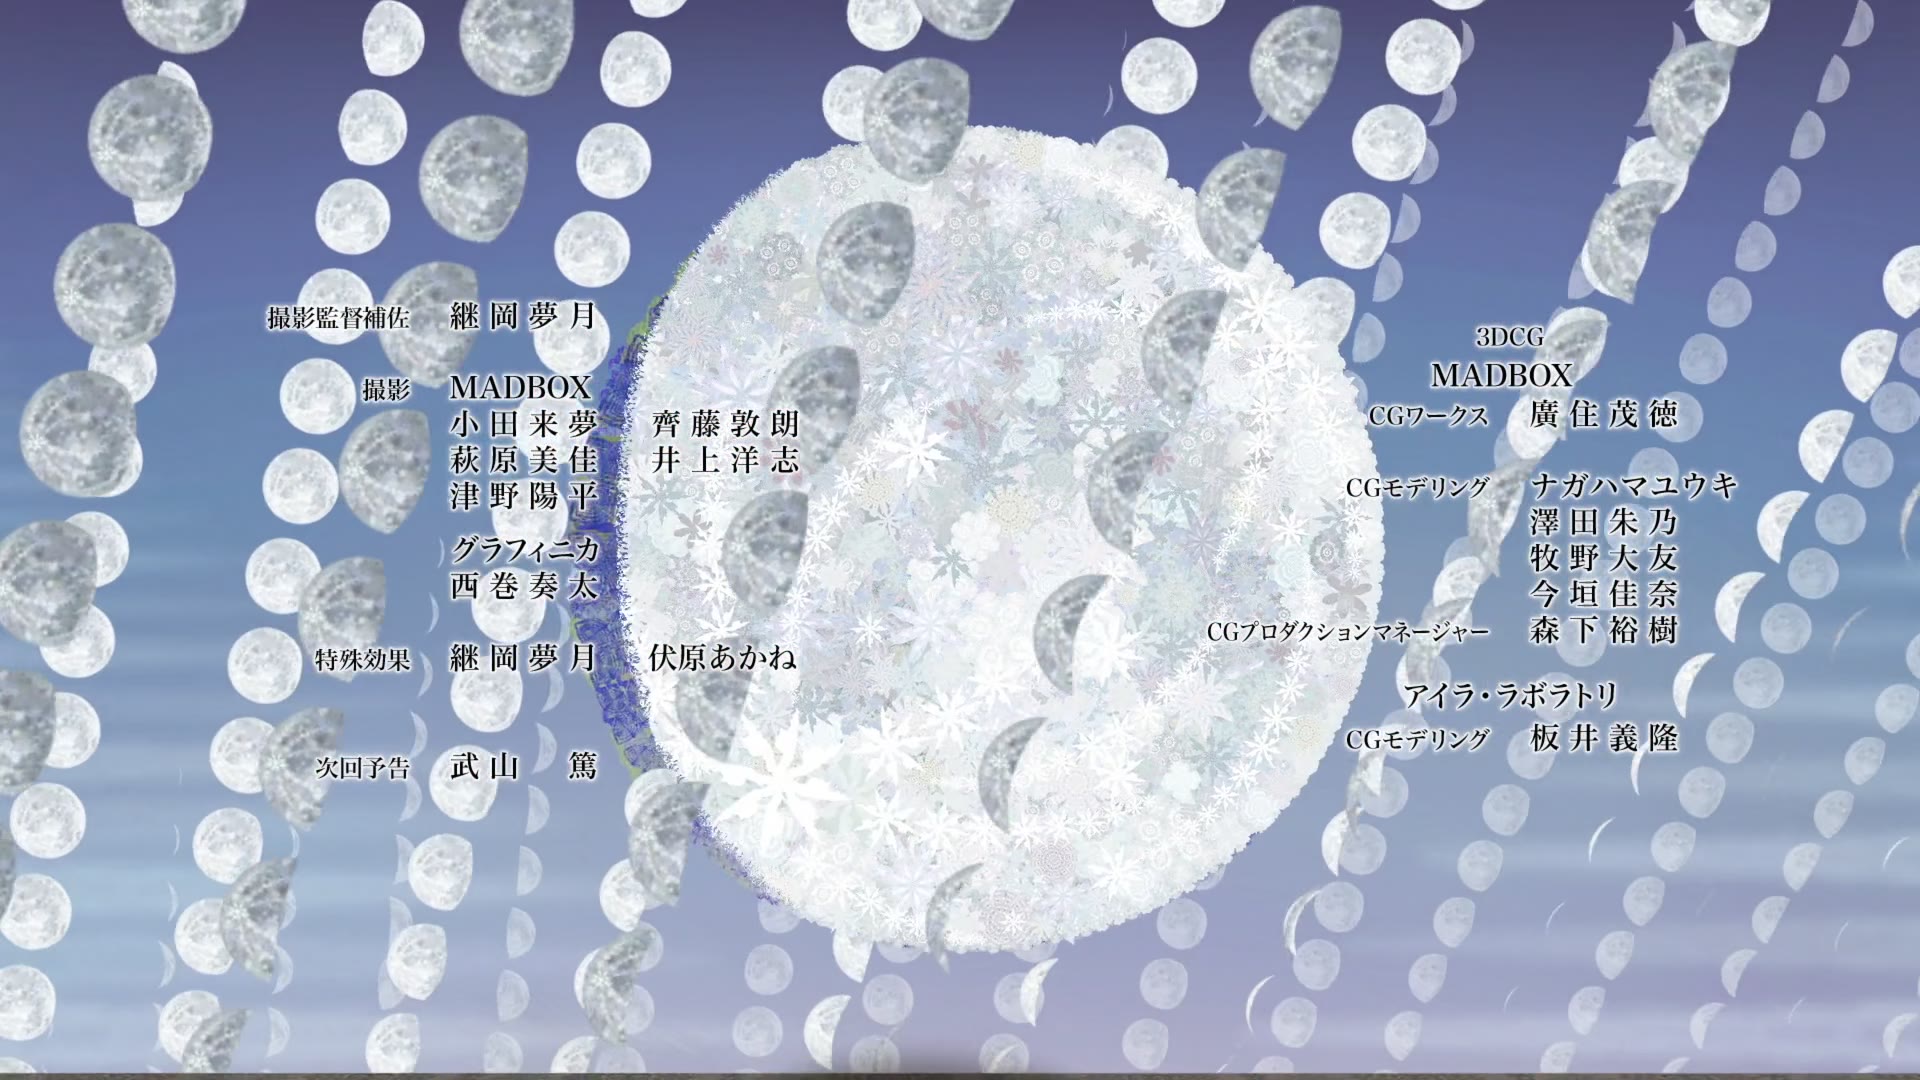 撮影監督補佐 継岡夢月
撮影 MADBOX
小田来夢 齊藤敦朗
萩原美佳 井上洋志
津野陽平
グラフィニカ
西巻奏太
特殊効果 継岡夢月 伏原あかね
次回予告 武山 篤
3DCG
MADBOX
CGワークス 廣住茂徳
CGモデリング ナガハマユウキ
澤田朱乃
牧野大友
今垣佳奈
CGプロダクションマネージャー 森下裕樹
アイラ・ラボラトリ
CGモデリング 板井義隆